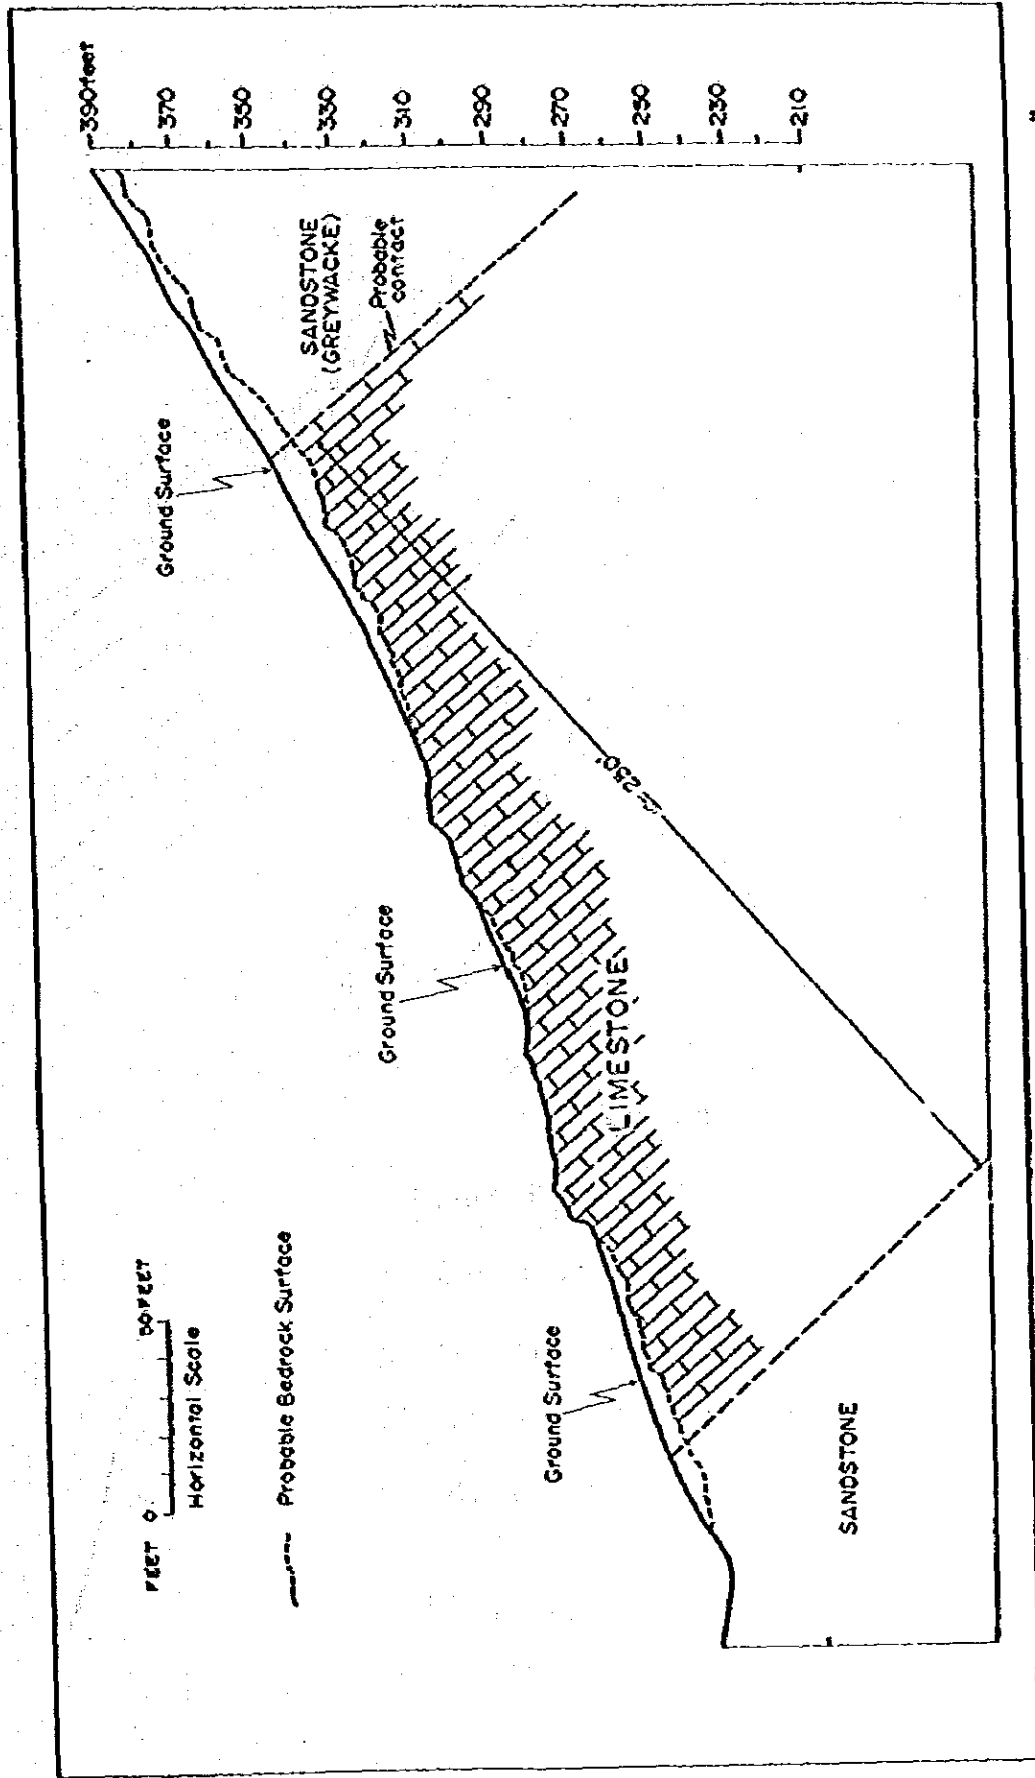 FEET 0 50 FEET
Horizontal Scale
Probable Bedrock Surface
Ground Surface
Ground Surface
Ground Surface
SANDSTONE
(GREYWACKE)
Probable
contact
LIMESTONE
SANDSTONE
390 feet
370
350
330
310
290
270
250
230
210